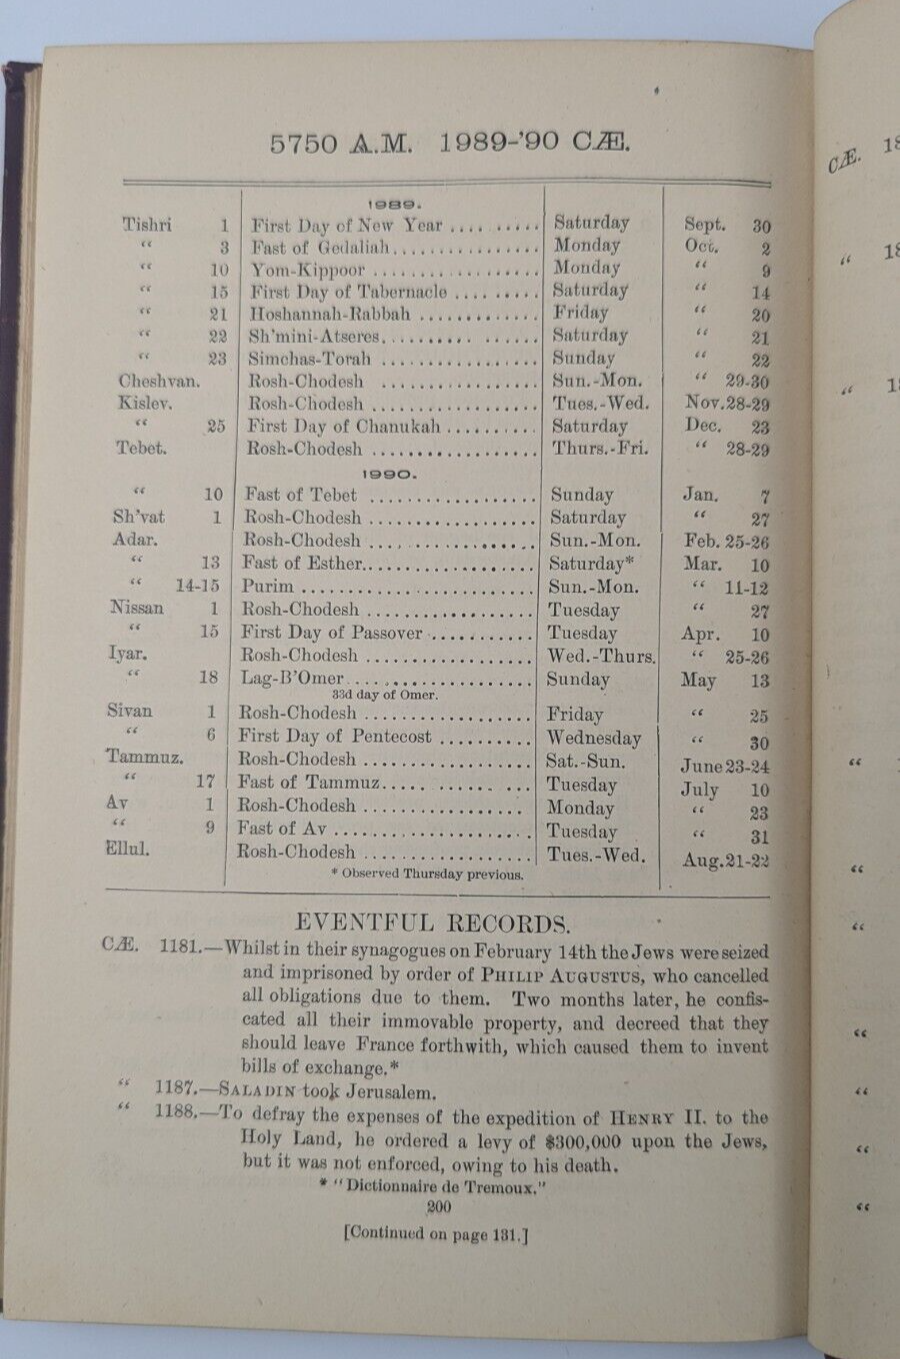 5750 A.M. 1989-'90 CÆ.
1989.
Tishri 1 First Day of New Year .... ......... Saturday Sept. 30
“ 3 Fast of Gedaliah................ Monday Oct. 2
“ 10 Yom-Kippoor ................. Monday “ 9
“ 15 First Day of Tabernacle ......... Saturday “ 14
“ 21 Hoshannah-Rabbah ............. Friday “ 20
“ 22 Sh'mini-Atseres.......... ...... Saturday “ 21
“ 23 Simchas-Torah ................ Sunday “ 22
Cheshvan. Rosh-Chodesh ................ Sun.-Mon. “ 29-30
Kislev. Rosh-Chodesh ................. Tues.-Wed. Nov.28-29
“ 25 First Day of Chanukah .......... Saturday Dec. 23
Tebet. Rosh-Chodesh ................. Thurs.-Fri. “ 28-29
1990.
“ 10 Fast of Tebet ................. Sunday Jan. 7
Sh'vat 1 Rosh-Chodesh ................. Saturday “ 27
Adar. Rosh-Chodesh ................. Sun.-Mon. Feb. 25-26
“ 13 Fast of Esther.................. Saturday* Mar. 10
“ 14-15 Purim ........................ Sun.-Mon. “ 11-12
Nissan 1 Rosh-Chodesh ................. Tuesday “ 27
“ 15 First Day of Passover ........... Tuesday Apr. 10
Iyar. Rosh-Chodesh ................. Wed.-Thurs. “ 25-26
“ 18 Lag-B'Omer.................... Sunday May 13
33d day of Omer.
Sivan 1 Rosh-Chodesh ................. Friday “ 25
“ 6 First Day of Pentecost .......... Wednesday “ 30
Tammuz. Rosh-Chodesh ................. Sat.-Sun. June 23-24
“ 17 Fast of Tammuz..... ....... ... Tuesday July 10
Av 1 Rosh-Chodesh ................ Monday “ 23
“ 9 Fast of Av .................... Tuesday “ 31
Ellul. Rosh-Chodesh ................. Tues.-Wed. Aug.21-22
* Observed Thursday previous.
EVENTFUL RECORDS.
CÆ. 1181.—Whilst in their synagogues on February 14th the Jews were seized
and imprisoned by order of PHILIP AUGUSTUS, who cancelled
all obligations due to them. Two months later, he confis-
cated all their immovable property, and decreed that they
should leave France forthwith, which caused them to invent
bills of exchange.*
“ 1187.—SALADIN took Jerusalem.
“ 1188.—To defray the expenses of the expedition of HENRY II. to the
Holy Land, he ordered a levy of $300,000 upon the Jews,
but it was not enforced, owing to his death.
* “Dictionnaire de Tremoux.”
200
[Continued on page 131.]
CÆ.